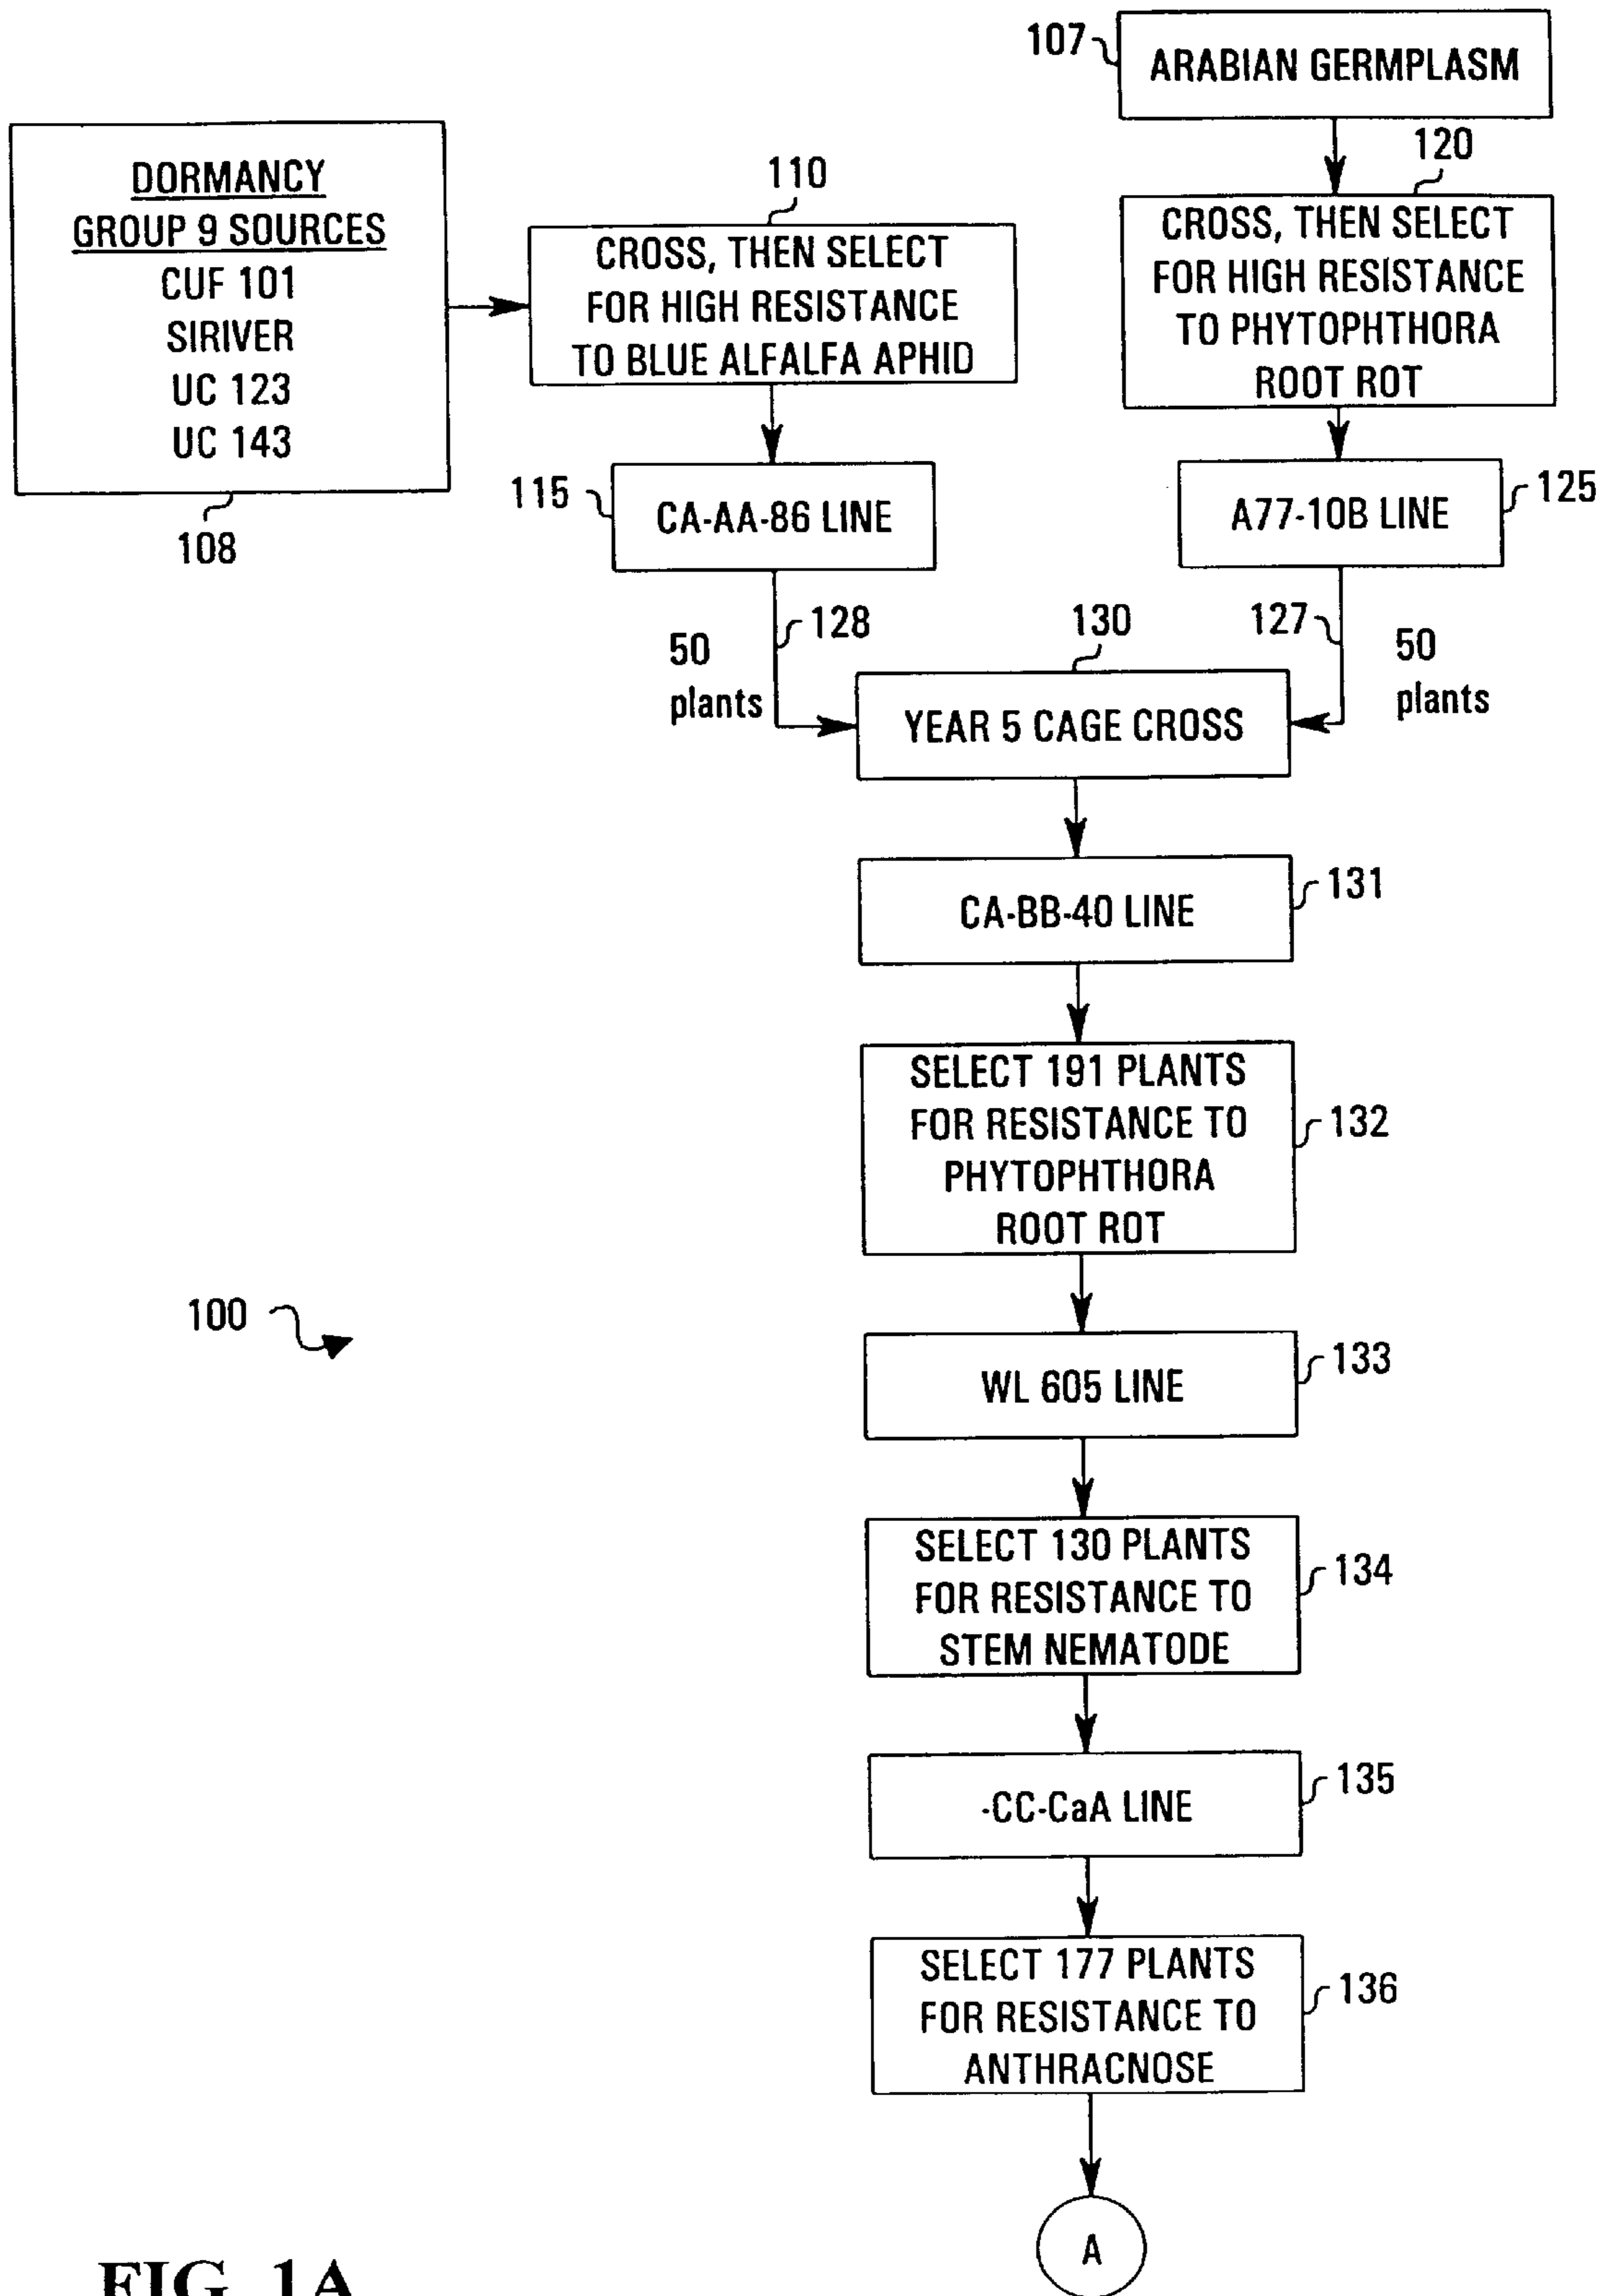 107
ARABIAN GERMPLASM
DORMANCY
GROUP 9 SOURCES
CUF 101
SIRIVER
UC 123
UC 143
108
110
CROSS, THEN SELECT
FOR HIGH RESISTANCE
TO BLUE ALFALFA APHID
120
CROSS, THEN SELECT
FOR HIGH RESISTANCE
TO PHYTOPHTHORA
ROOT ROT
115
CA-AA-86 LINE
A77-10B LINE
125
50
plants
128
127
50
plants
130
YEAR 5 CAGE CROSS
CA-BB-40 LINE
131
SELECT 191 PLANTS
FOR RESISTANCE TO
PHYTOPHTHORA
ROOT ROT
132
100
WL 605 LINE
133
SELECT 130 PLANTS
FOR RESISTANCE TO
STEM NEMATODE
134
-CC-CaA LINE
135
SELECT 177 PLANTS
FOR RESISTANCE TO
ANTHRACNOSE
136
A
FIG. 1A